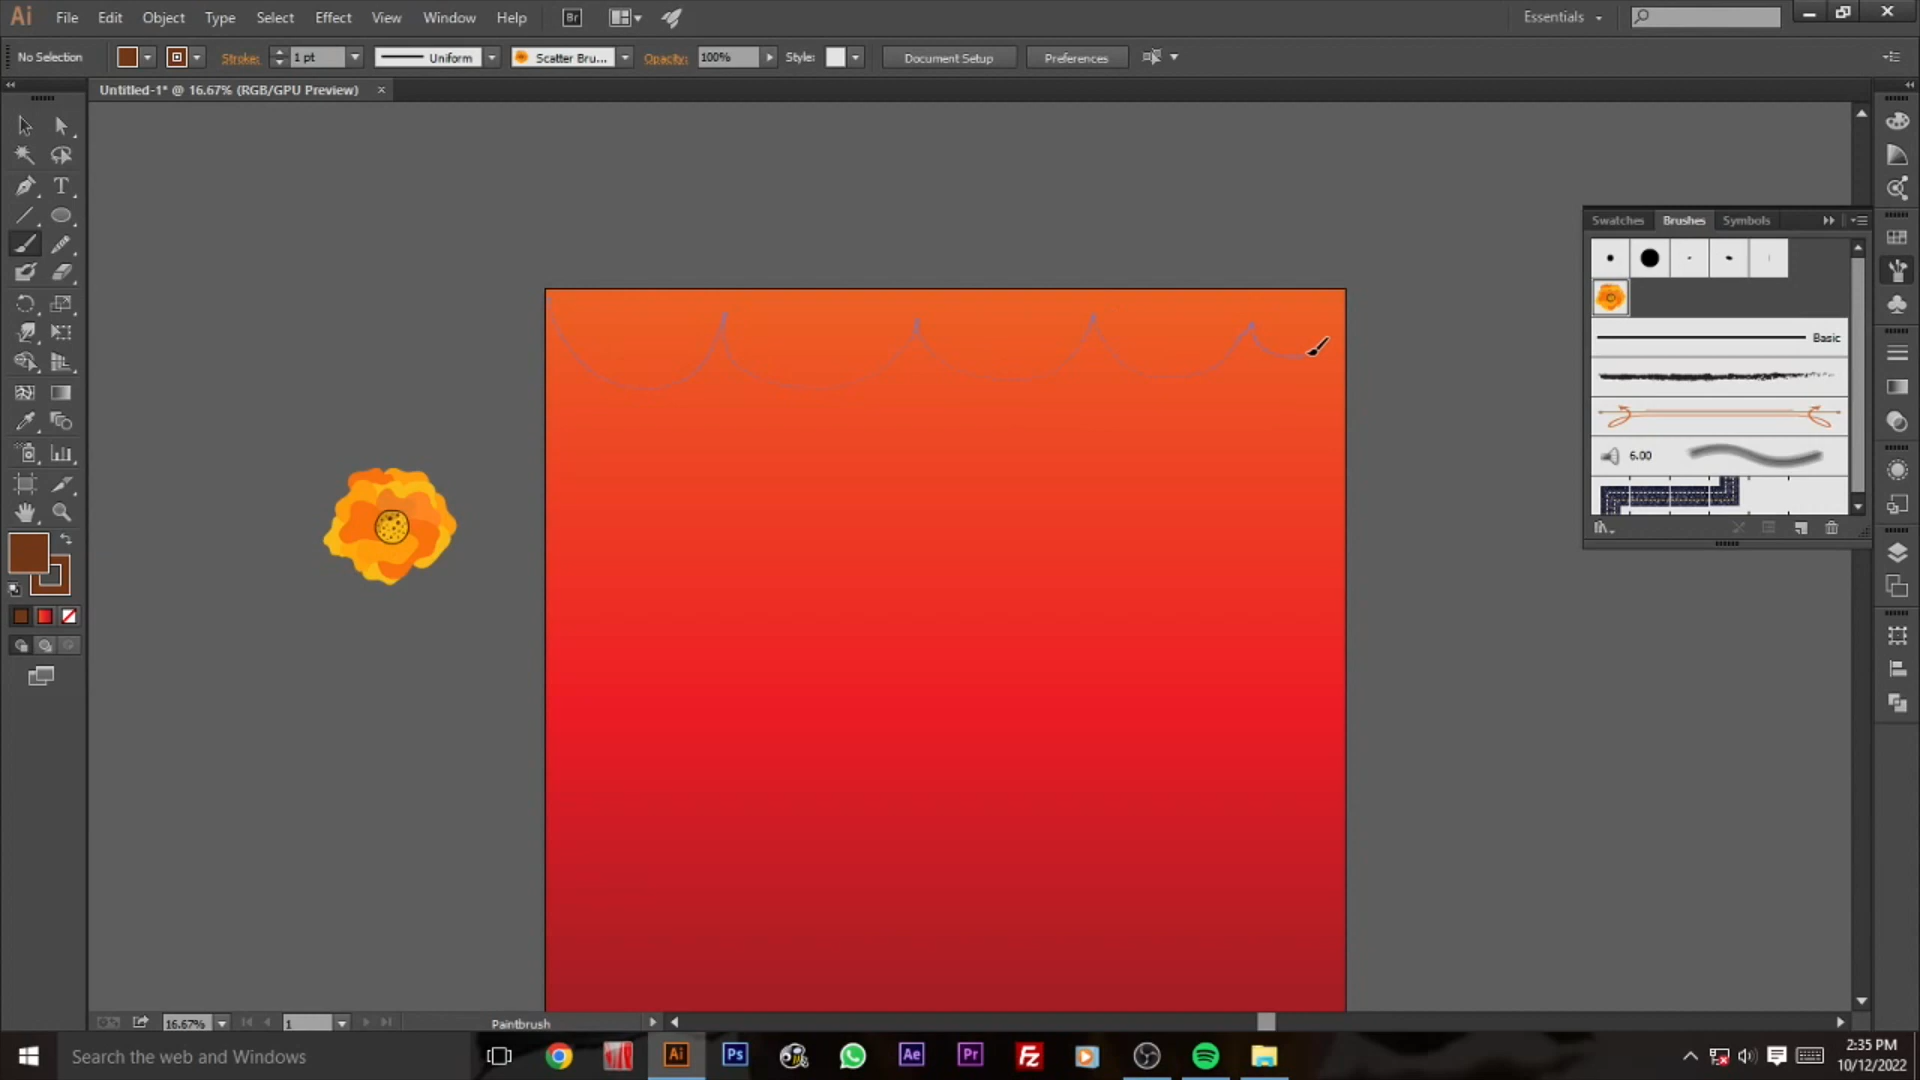 Ai File Edit Object Type Select Effect View Window Help Br Essentials
No Selection Stroke: 1 pt Uniform Scatter Bru... Opacity: 100% Style: Document Setup Preferences
Untitled-1* @ 16.67% (RGB/GPU Preview) ×
Swatches Brushes Symbols
Basic
6.00
T
16.67% 1 Paintbrush
Search the web and Windows Ai Ps Ae Pr Fz 2:35 PM
10/12/2022